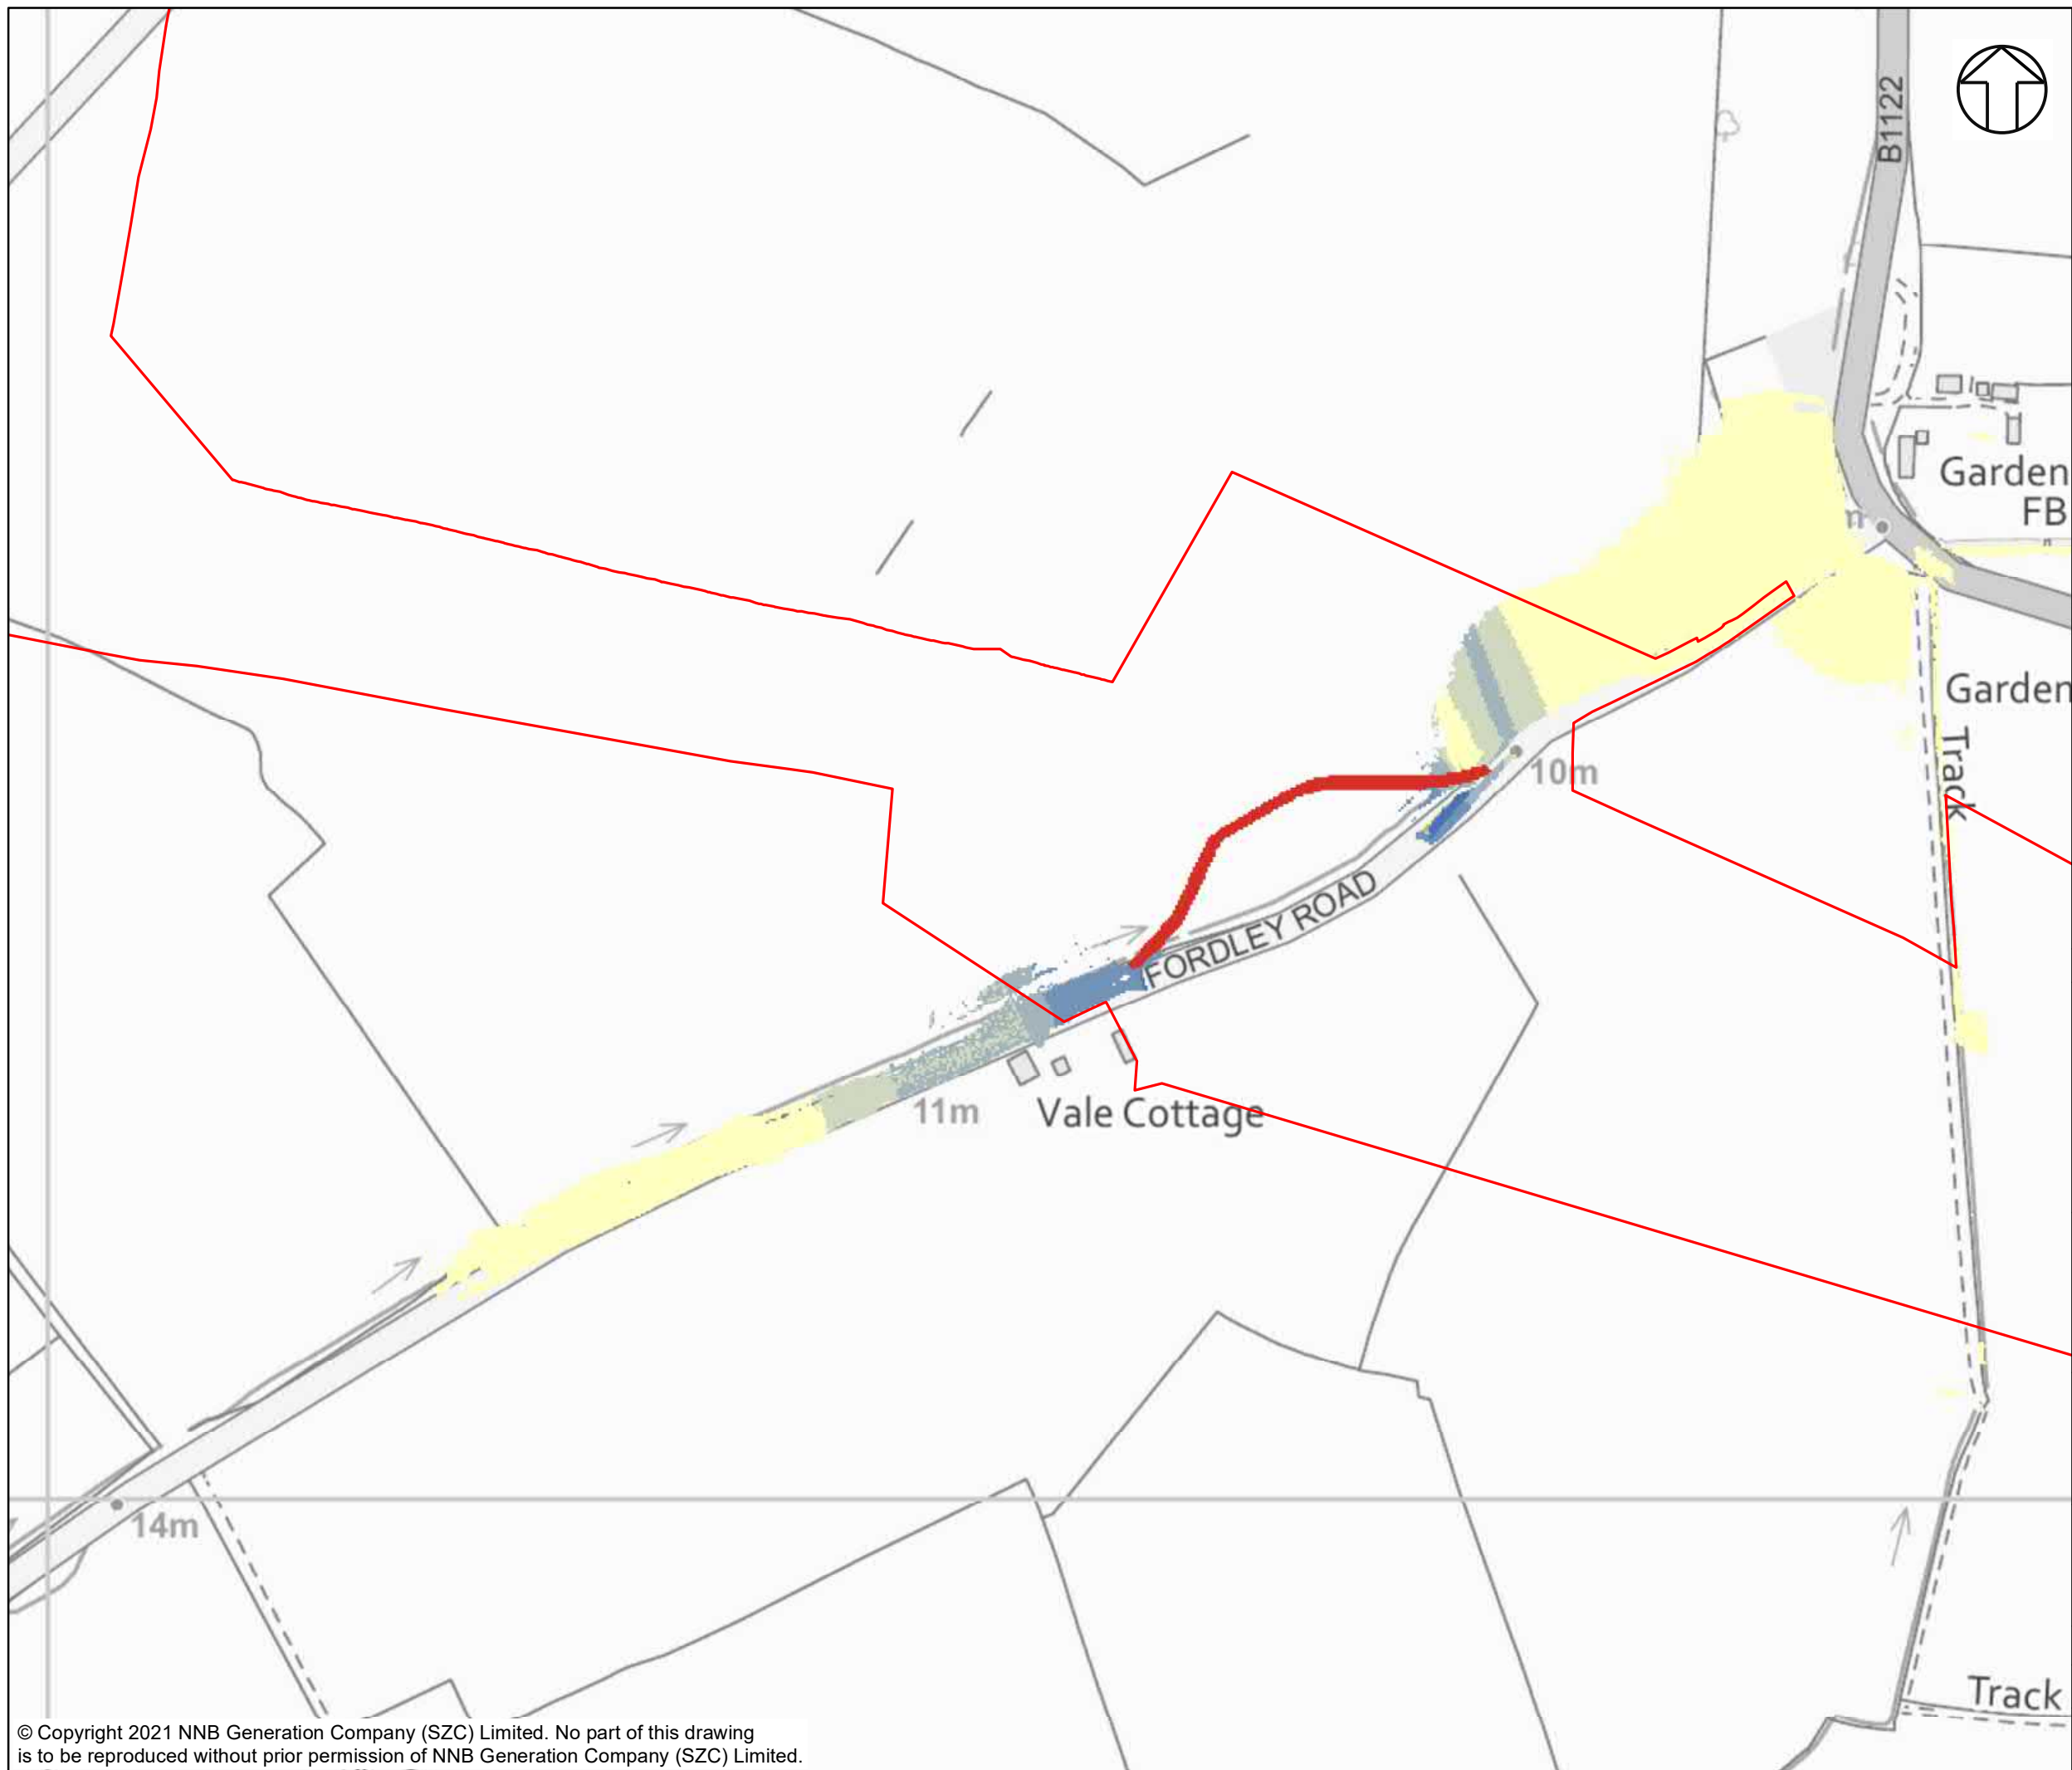 B1122
Garden
FB
m
Garden
Track
10m
FORDLEY ROAD
11m
Vale Cottage
14m
Track
© Copyright 2021 NNB Generation Company (SZC) Limited. No part of this drawing
is to be reproduced without prior permission of NNB Generation Company (SZC) Limited.